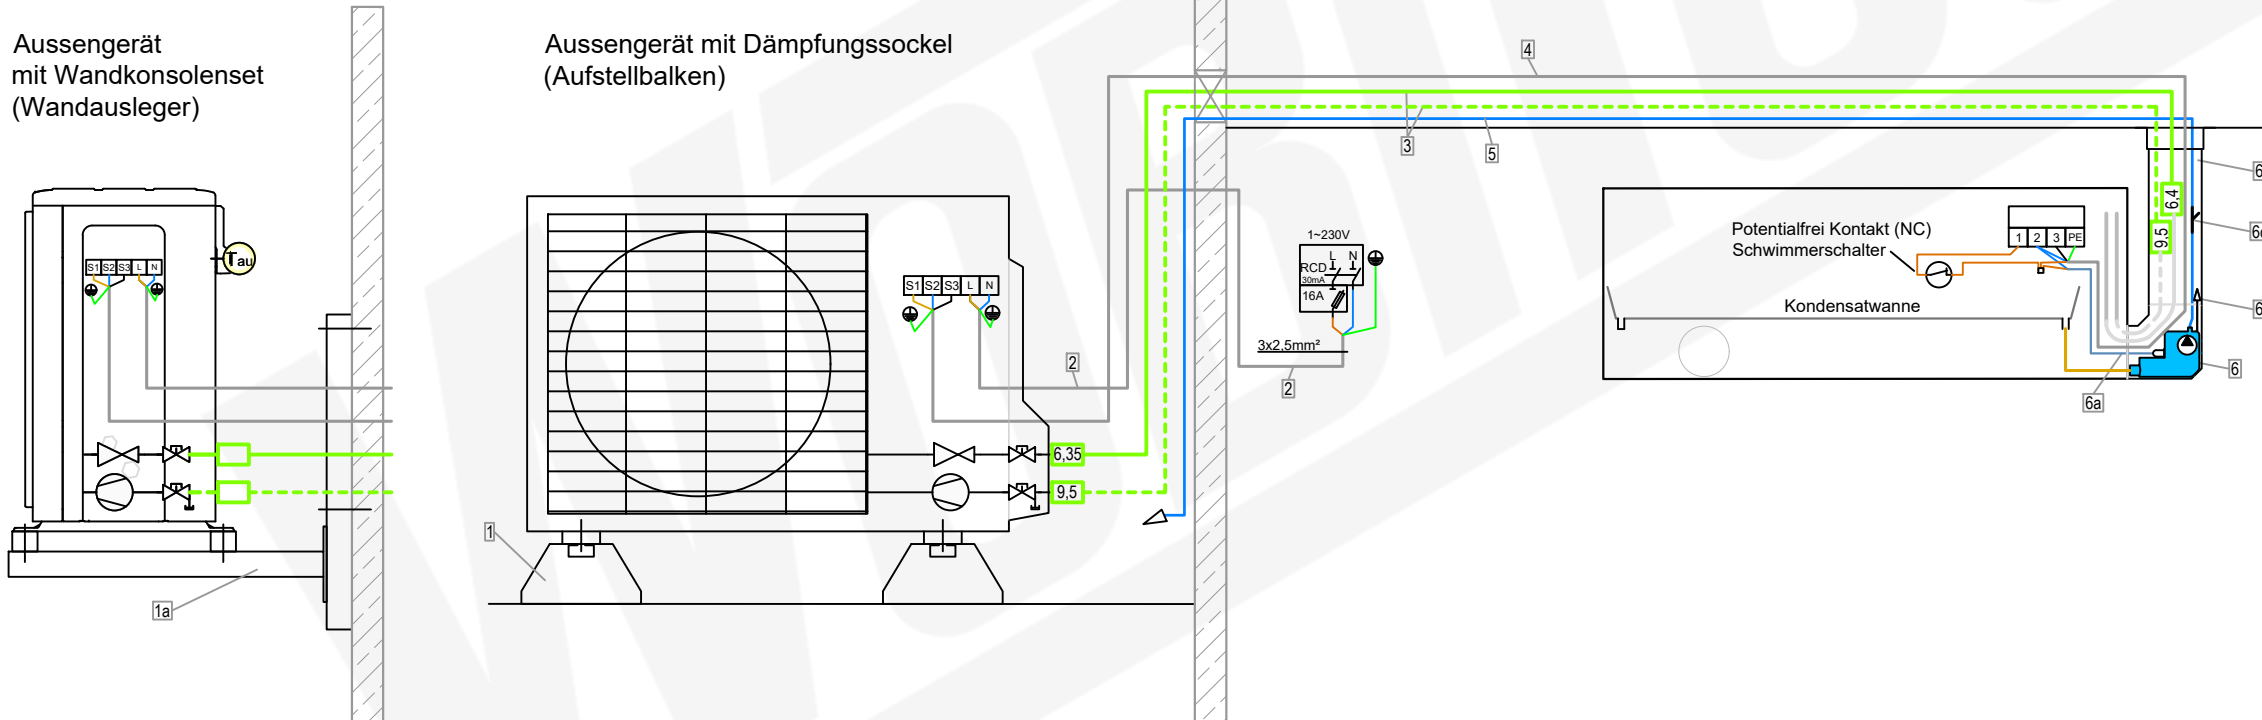 Aussengerät
mit Wandkonsolenset
(Wandausleger)
Aussengerät mit Dämpfungssockel
(Aufstellbalken)
4
3
5
6
6,4
9,5
Potentialfrei Kontakt (NC)
Schwimmerschalter
1 2 3 PE
Kondensatwanne
6
6a
Tau
S1 S2 S3 L N
S1 S2 S3 L N
1~230V
L N
RCD
30mA
16A
3x2,5mm²
2
2
6,35
9,5
1
1a